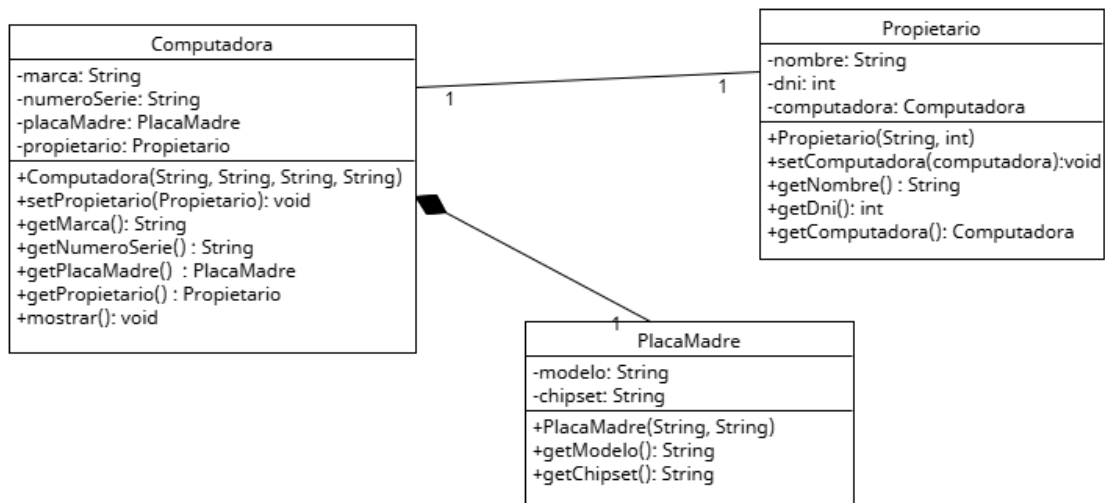 Computadora
-marca: String
-numeroSerie: String
-placaMadre: PlacaMadre
-propietario: Propietario
+Computadora(String, String, String, String)
+setPropietario(Propietario): void
+getMarca(): String
+getNumeroSerie() : String
+getPlacaMadre()  : PlacaMadre
+getPropietario() : Propietario
+mostrar(): void
1
1
Propietario
-nombre: String
-dni: int
-computadora: Computadora
+Propietario(String, int)
+setComputadora(computadora):void
+getNombre() : String
+getDni(): int
+getComputadora(): Computadora
1
PlacaMadre
-modelo: String
-chipset: String
+PlacaMadre(String, String)
+getModelo(): String
+getChipset(): String